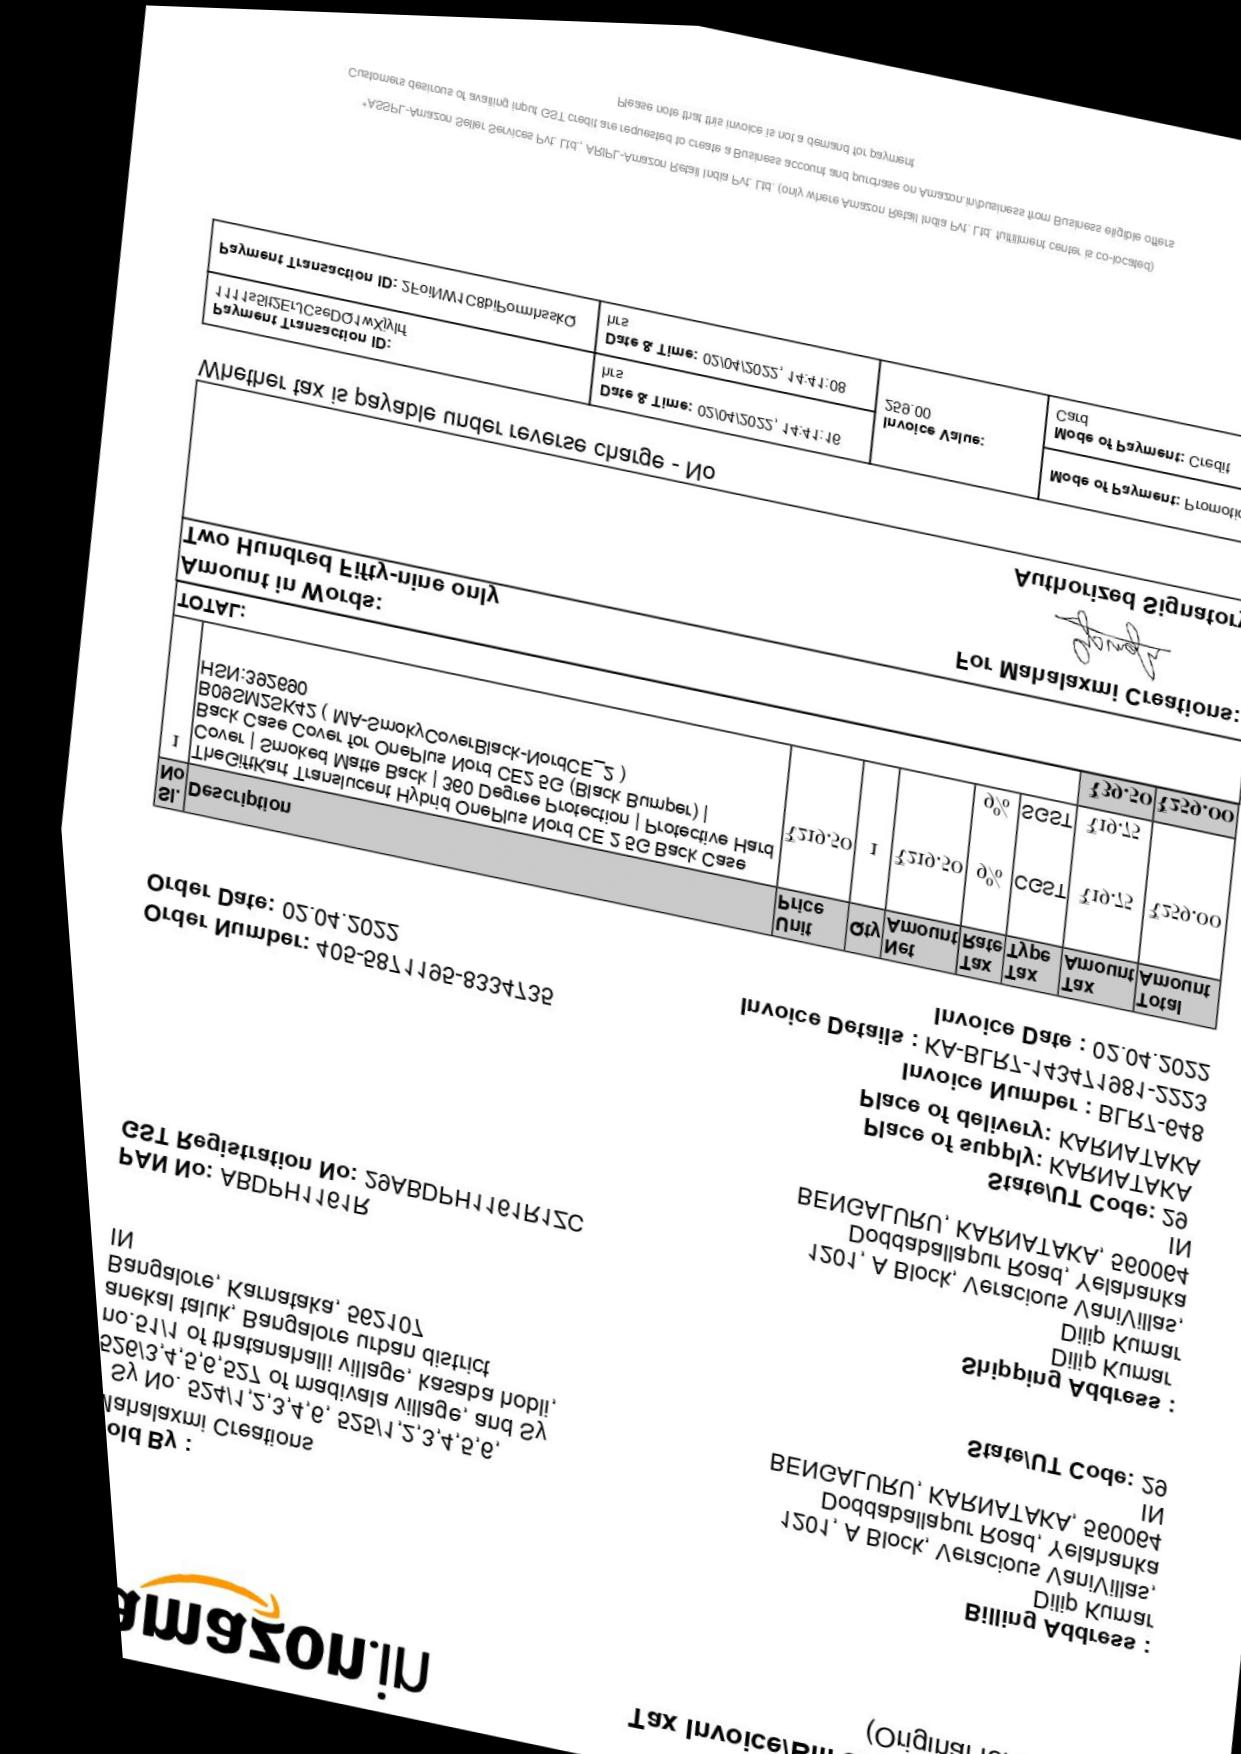 amazon.in
Tax Invoice/Bill
(Original
old By :
Mahalaxmi Creations
Sy No. 524/1,2,3,4,6, 525/1,2,3,4,5,6,
526/3,4,5,6,527 of madivala village, and Sy
no.51/1 of thatanahalli village, kasaba hobli,
anekal taluk, Bangalore urban district
Bangalore, Karnataka, 562107
IN
PAN No: ABDPH1161R
GST Registration No: 29ABDPH1161R1ZC
Billing Address :
Dilip Kumar
1201, A Block, Veracious VaniVillas,
Doddaballapur Road, Yelahanka
BENGALURU, KARNATAKA, 560064
IN
State/UT Code: 29
Shipping Address :
Dilip Kumar
Dilip Kumar
1201, A Block, Veracious VaniVillas,
Doddaballapur Road, Yelahanka
BENGALURU, KARNATAKA, 560064
IN
State/UT Code: 29
Place of supply: KARNATAKA
Place of delivery: KARNATAKA
Order Number: 405-5871195-8334735
Order Date: 02.04.2022
Invoice Number : BLR7-648
Invoice Details : KA-BLR7-143471981-2223
Invoice Date : 02.04.2022
Sl. No Description Unit Price Qty Net Amount Tax Rate Tax Type Tax Amount Total Amount
1 TheGiftKart Translucent Hybrid OnePlus Nord CE 2 5G Back Case
Cover | Smoked Matte Back | 360 Degree Protection | Protective Hard
Back Case Cover for OnePlus Nord CE2 5G (Black Bumper) |
B09SM2SK42 ( MA-SmokyCoverBlack-NordCE_2 )
HSN:392690
₹219.50 1 ₹219.50 9% CGST ₹19.75 ₹259.00
9% SGST ₹19.75
TOTAL: ₹39.50 ₹259.00
Amount in Words:
Two Hundred Fifty-nine only
For Mahalaxmi Creations:
Authorized Signatory
Whether tax is payable under reverse charge - No
Payment Transaction ID:
1111s5It2ErJCseDQ1wXjyIrf
Date & Time: 02/04/2022, 14:41:16
hrs
Invoice Value:
259.00
Mode of Payment:
Payment Transaction ID: 2FoiNW1C8biPormhsskQ
Date & Time: 02/04/2022, 14:41:08
hrs
Mode of Payment: Credit
Card
*ASSPL-Amazon Seller Services Pvt. Ltd., ARIPL-Amazon Retail India Pvt. Ltd. (only where Amazon Retail India Pvt. Ltd. fulfillment center is co-located)
Customers desirous of availing input GST credit are requested to create a Business account and purchase on Amazon.in/business from Business eligible offers
Please note that this invoice is not a demand for payment